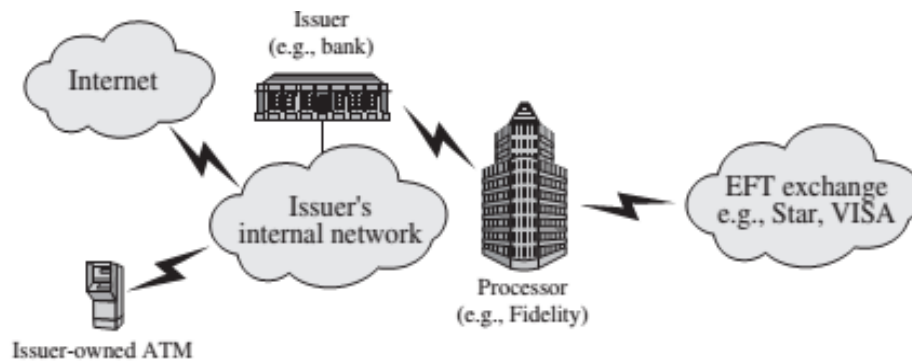 Issuer
(e.g., bank)
Internet
Issuer's
internal network
EFT exchange
e.g., Star, VISA
Processor
(e.g., Fidelity)
Issuer-owned ATM